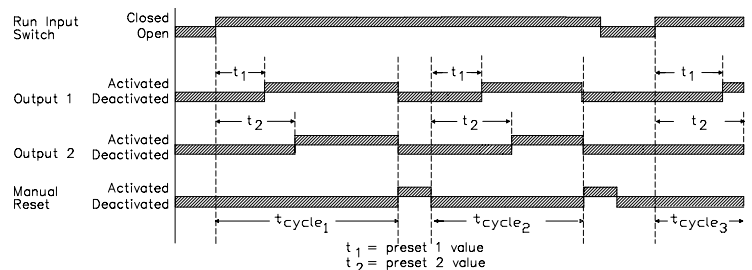 Run Input Switch
Closed
Open
t1
t1
t1
Output 1
Activated
Deactivated
t2
t2
t2
Output 2
Activated
Deactivated
Manual Reset
Activated
Deactivated
tcycle1
tcycle2
tcycle3
t1 = preset 1 value
t2 = preset 2 value